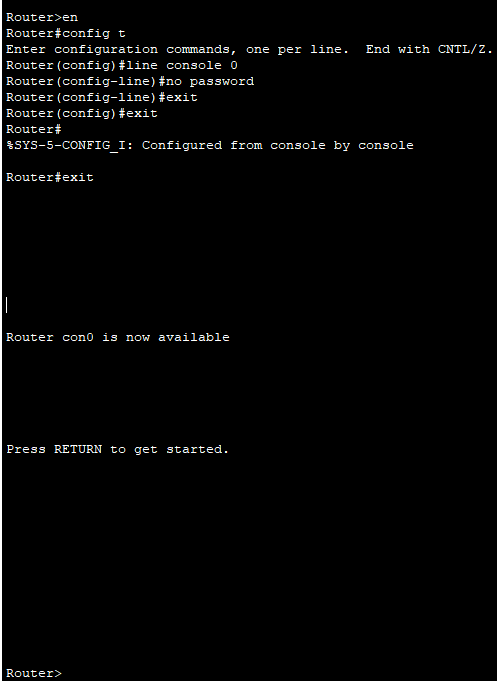 Router>en
Router#config t
Enter configuration commands, one per line.  End with CNTL/Z.
Router(config)#line console 0
Router(config-line)#no password
Router(config-line)#exit
Router(config)#exit
Router#
%SYS-5-CONFIG_I: Configured from console by console
Router#exit
Router con0 is now available
Press RETURN to get started.
Router>